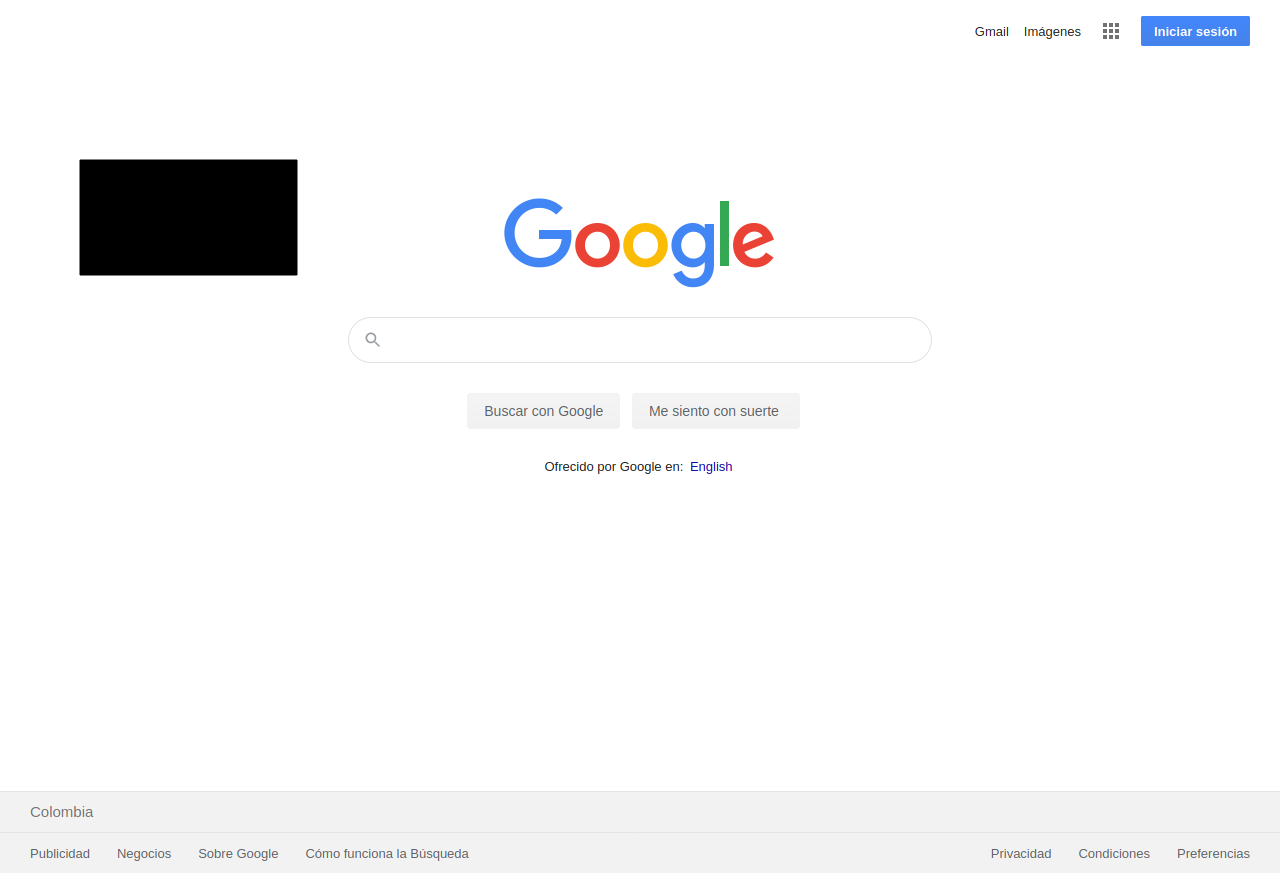 Gmail Imágenes Iniciar sesión
Google
Buscar con Google Me siento con suerte
Ofrecido por Google en: English
Colombia
Publicidad Negocios Sobre Google Cómo funciona la Búsqueda Privacidad Condiciones Preferencias